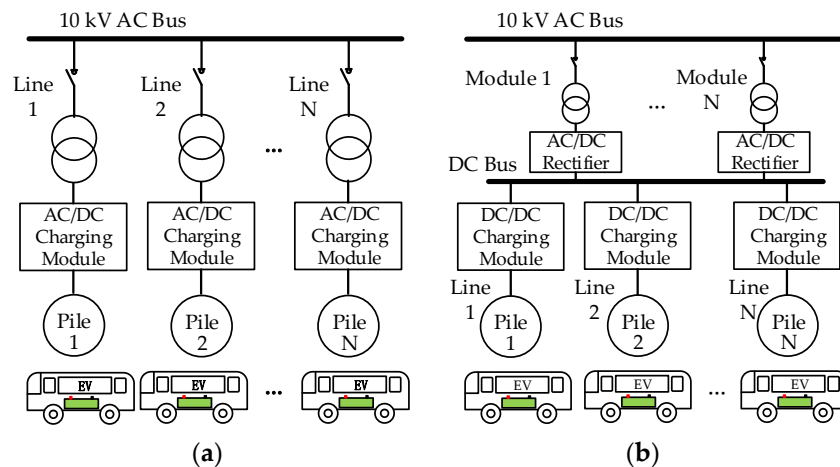 10 kV AC Bus
Line
1
Line
2
Line
N
...
AC/DC
Charging
Module
AC/DC
Charging
Module
AC/DC
Charging
Module
Pile
1
Pile
2
Pile
N
EV
EV
...
EV
(a)
10 kV AC Bus
Module 1
...
Module
N
AC/DC
Rectifier
AC/DC
Rectifier
DC Bus
DC/DC
Charging
Module
DC/DC
Charging
Module
DC/DC
Charging
Module
Line
1
Line
2
Line
N
Pile
1
Pile
2
Pile
N
EV
EV
...
EV
(b)